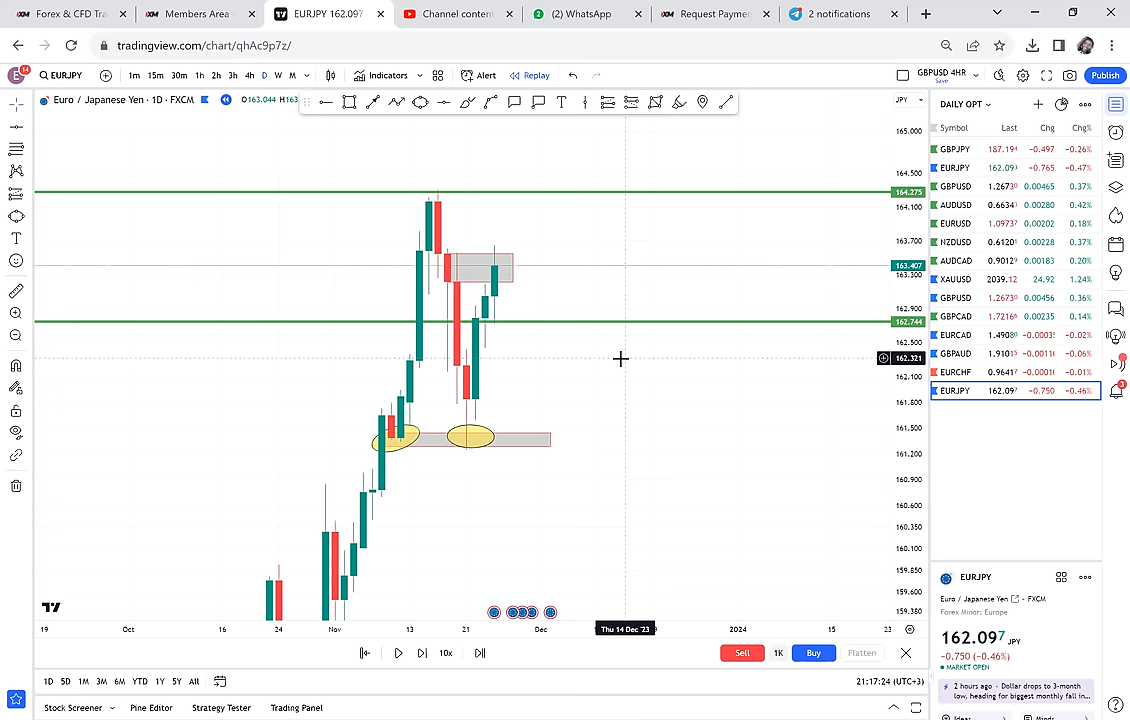 Forex & CFD Tra
Members Area -
EURJPY 162.097
Channel conten
(2) WhatsApp
Request Payme
2 notifications
tradingview.com/chart/qhAc9p7z/
E
14
EURJPY
1m 15m 30m 1h 2h 3h 4h D W M
Indicators
Alert
Replay
GBPUSD 4HR
Save
Publish
Euro / Japanese Yen · 1D · FXCM
O163.044 H163.
JPY
165.000
164.500
164.275
164.100
163.700
163.407
163.300
162.900
162.744
162.500
162.321
162.100
161.800
161.500
161.200
160.900
160.600
160.350
160.100
159.850
159.600
159.380
19 Oct 16 24 Nov 13 21 Dec Thu 14 Dec '23 2024 15 23
10x
Sell 1K Buy Flatten
1D 5D 1M 3M 6M YTD 1Y 5Y All
21:17:24 (UTC+3)
Stock Screener Pine Editor Strategy Tester Trading Panel
DAILY OPT
Symbol Last Chg Chg%
GBPJPY 187.194 −0.497 −0.26%
EURJPY 162.093 −0.765 −0.47%
GBPUSD 1.26730 0.00465 0.37%
AUDUSD 0.66343 0.00280 0.42%
EURUSD 1.09737 0.00202 0.18%
NZDUSD 0.61201 0.00228 0.37%
AUDCAD 0.90129 0.00183 0.20%
XAUUSD 2039.12 24.92 1.24%
GBPUSD 1.26730 0.00456 0.36%
GBPCAD 1.72166 0.00235 0.14%
EURCAD 1.49080 −0.0003 −0.02%
GBPAUD 1.91015 −0.0011 −0.06%
EURCHF 0.96417 −0.0001 −0.01%
EURJPY 162.097 −0.750 −0.46%
EURJPY
Euro / Japanese Yen · FXCM
Forex Minor: Europe
162.097 JPY
−0.750 (−0.46%)
MARKET OPEN
2 hours ago · Dollar drops to 3-month
low, heading for biggest monthly fall in...
Ideas
Minds
3